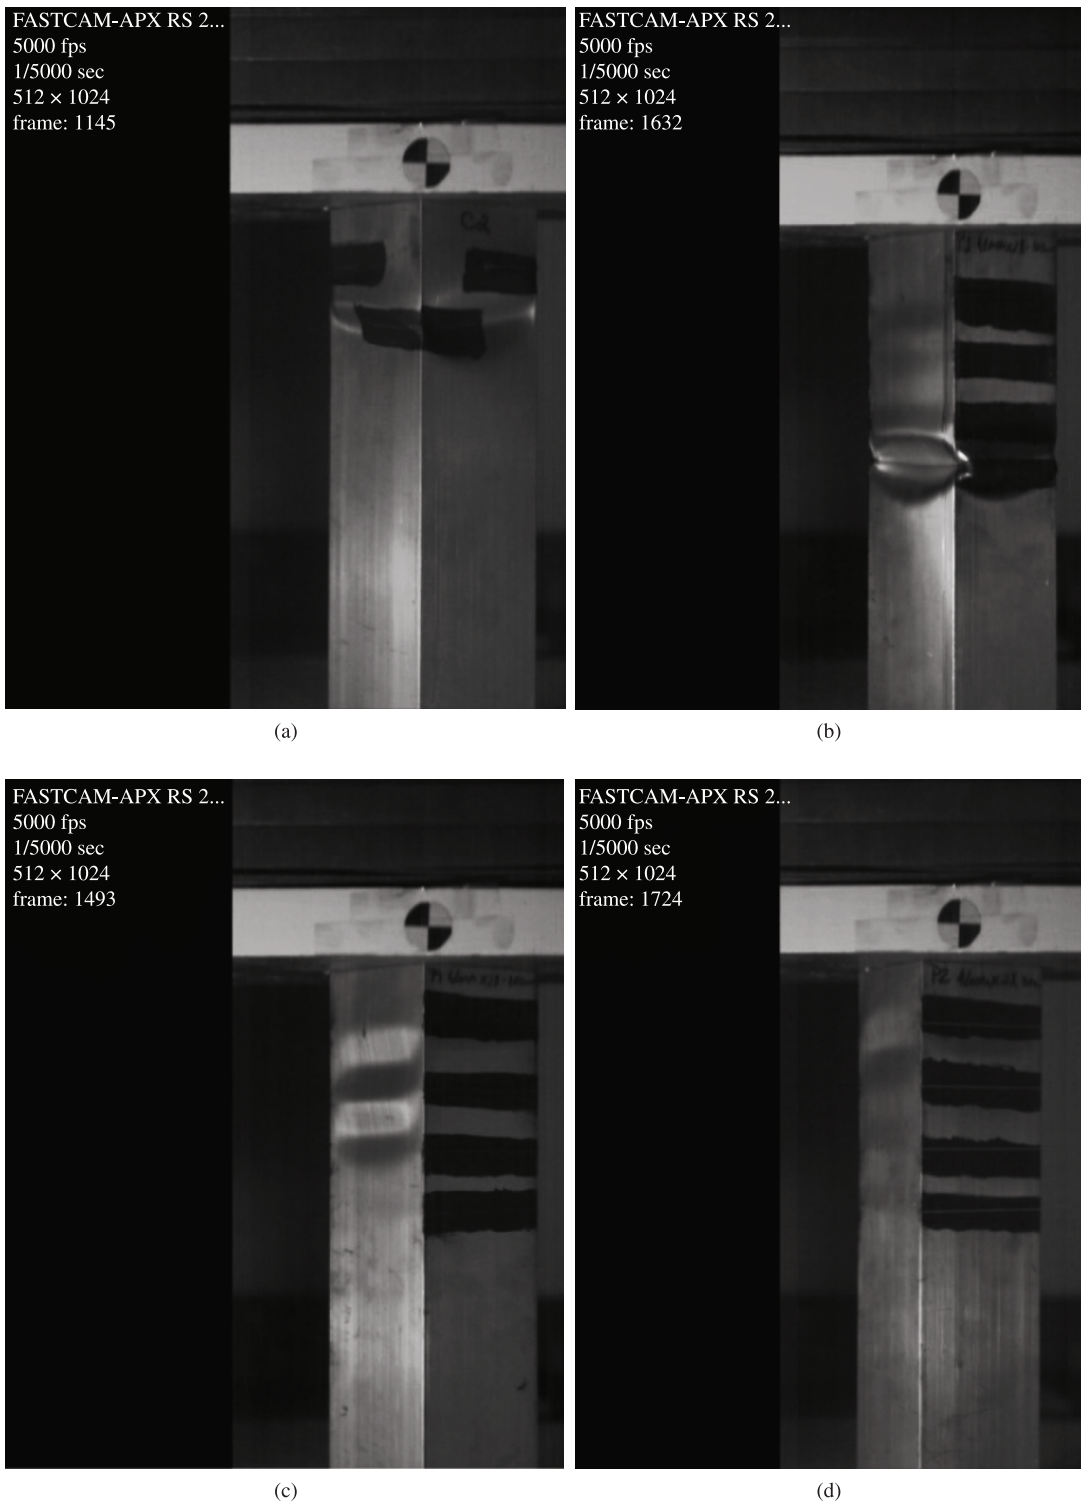 FASTCAM-APX RS 2...
5000 fps
1/5000 sec
512 × 1024
frame: 1145
C2
(a)
FASTCAM-APX RS 2...
5000 fps
1/5000 sec
512 × 1024
frame: 1632
(b)
FASTCAM-APX RS 2...
5000 fps
1/5000 sec
512 × 1024
frame: 1493
(c)
FASTCAM-APX RS 2...
5000 fps
1/5000 sec
512 × 1024
frame: 1724
P2
(d)